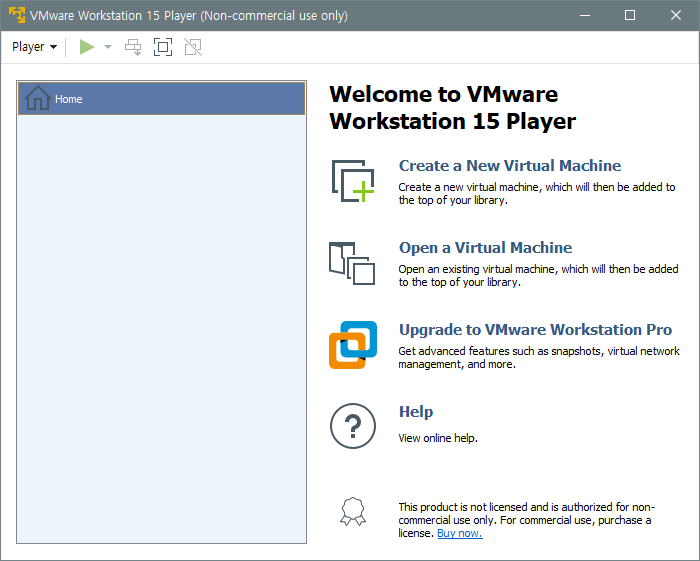 VMware Workstation 15 Player (Non-commercial use only)
Player
Home
Welcome to VMware
Workstation 15 Player
Create a New Virtual Machine
Create a new virtual machine, which will then be added to
the top of your library.
Open a Virtual Machine
Open an existing virtual machine, which will then be added
to the top of your library.
Upgrade to VMware Workstation Pro
Get advanced features such as snapshots, virtual network
management, and more.
Help
View online help.
This product is not licensed and is authorized for non-
commercial use only. For commercial use, purchase a
license. Buy now.